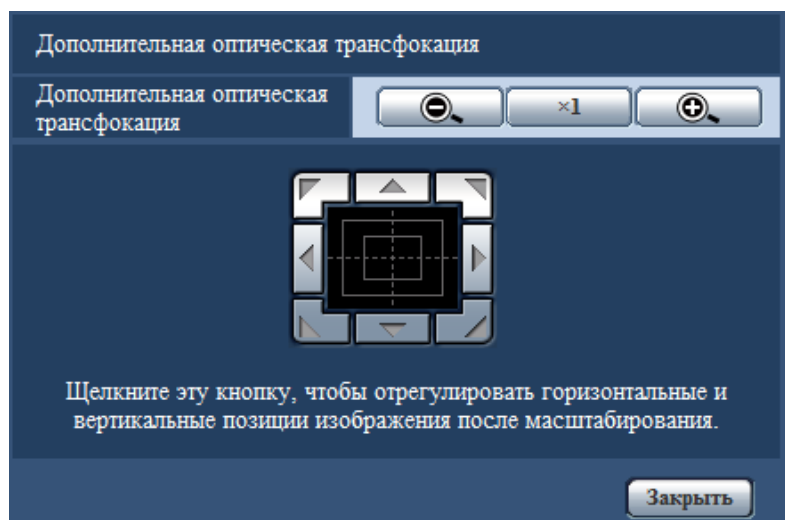 Дополнительная оптическая трансфокация
Дополнительная оптическая
трансфокация
×1
Щелкните эту кнопку, чтобы отрегулировать горизонтальные и
вертикальные позиции изображения после масштабирования.
Закрыть